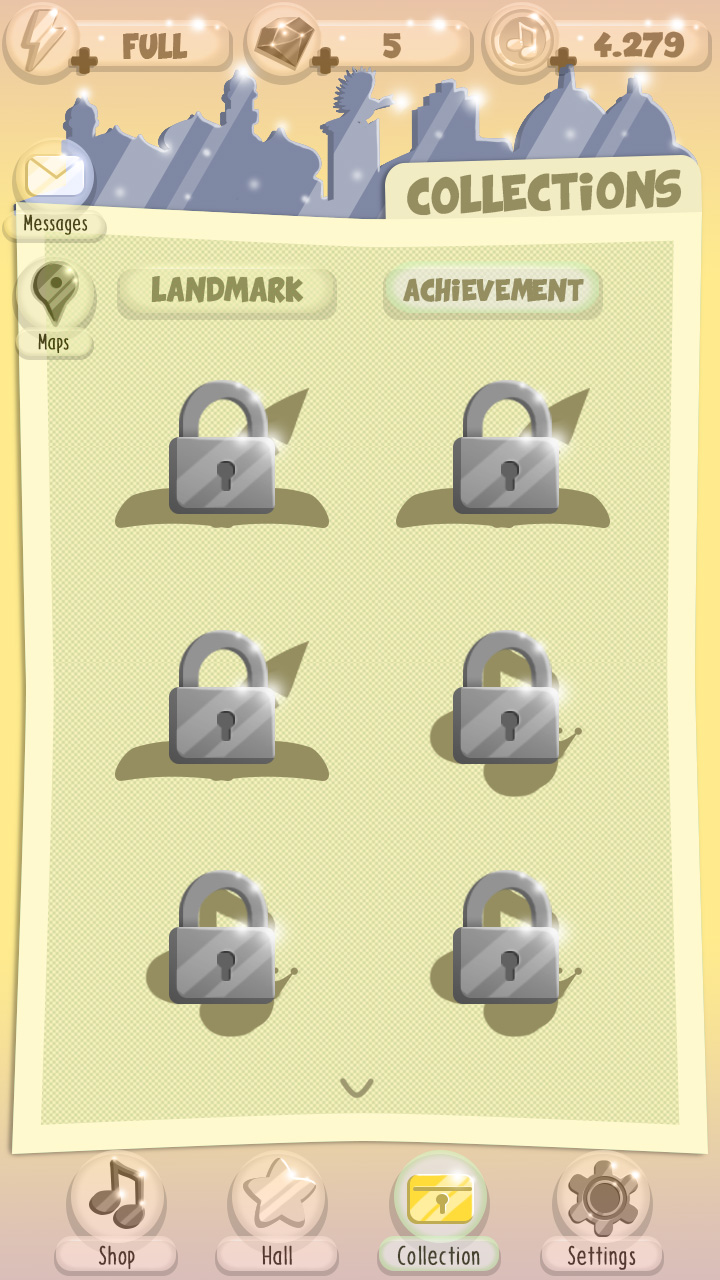 FULL
5
4.279
COLLECTIONS
Messages
LANDMARK
ACHIEVEMENT
Maps
Shop
Hall
Collection
Settings